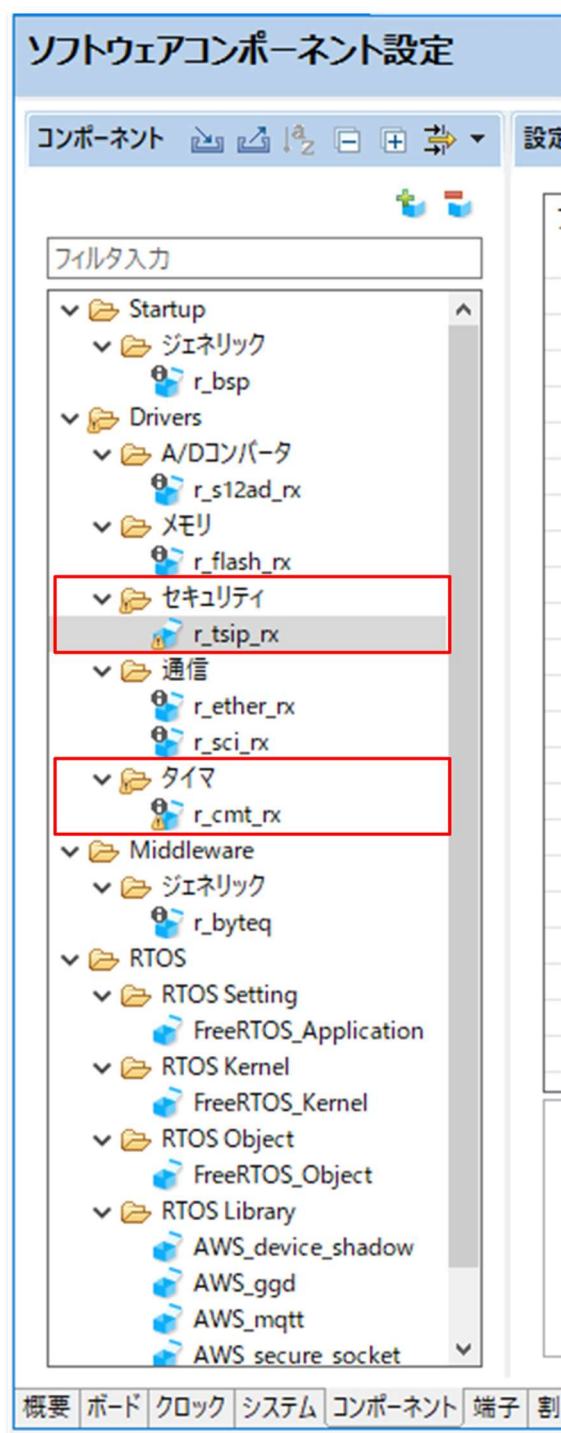 ソフトウェアコンポーネント設定
コンポーネント
設定
フィルタ入力
Startup
ジェネリック
r_bsp
Drivers
A/Dコンバータ
r_s12ad_rx
メモリ
r_flash_rx
セキュリティ
r_tsip_rx
通信
r_ether_rx
r_sci_rx
タイマ
r_cmt_rx
Middleware
ジェネリック
r_byteq
RTOS
RTOS Setting
FreeRTOS_Application
RTOS Kernel
FreeRTOS_Kernel
RTOS Object
FreeRTOS_Object
RTOS Library
AWS_device_shadow
AWS_ggd
AWS_mqtt
AWS_secure_socket
概要 ボード クロック システム コンポーネント 端子 割